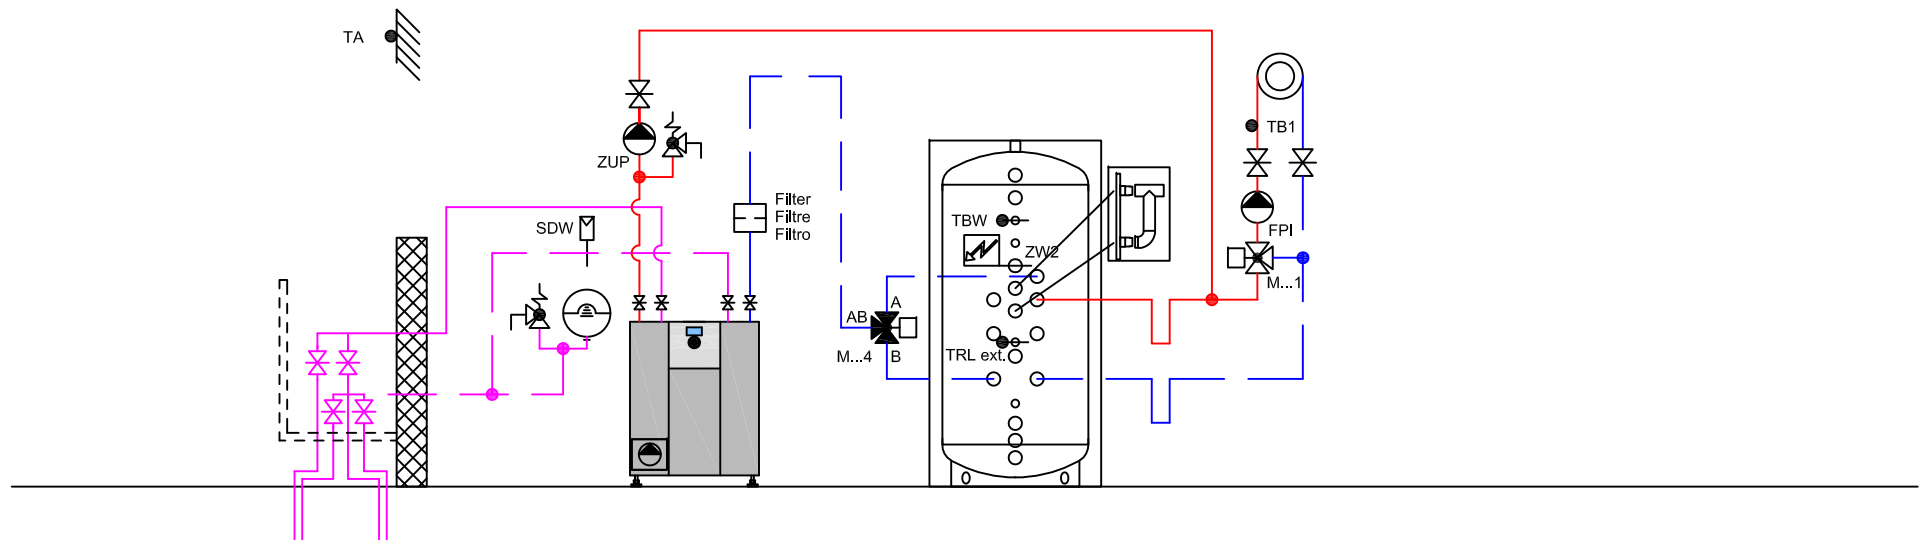 TA
TB1
ZUP
Filter
Filtre
Filtro
SDW
TBW
FPI
ZW2
M...1
A
AB
M...4
B
TRL ext.